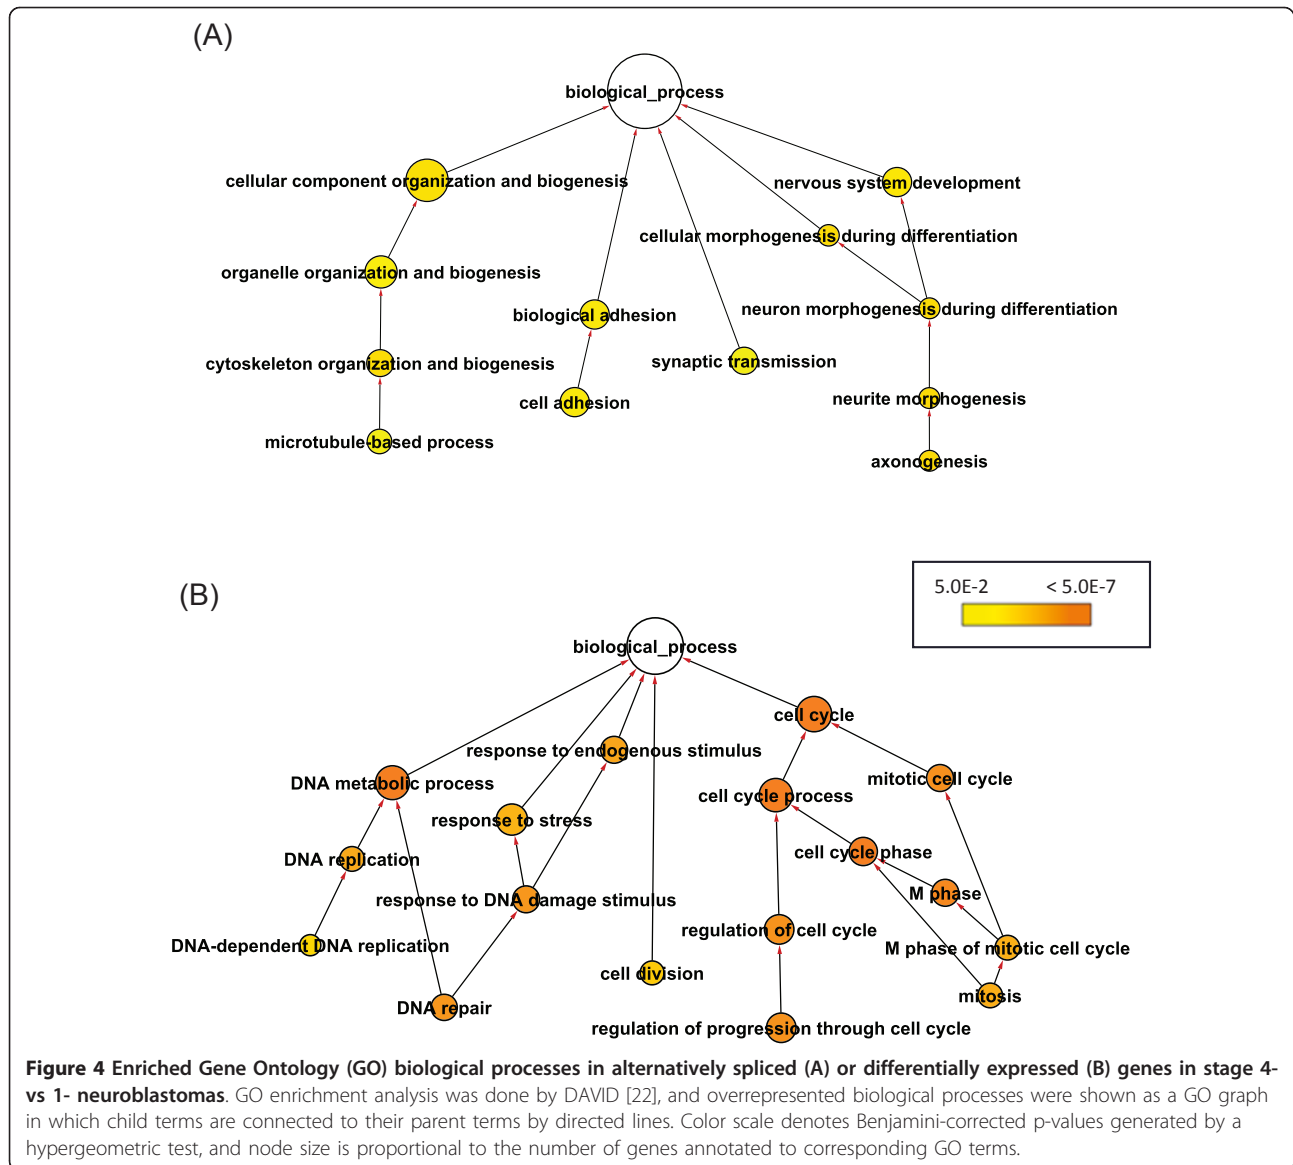 (A)
biological_process
cellular component organization and biogenesis
nervous system development
cellular morphogenesis during differentiation
organelle organization and biogenesis
neuron morphogenesis during differentiation
biological adhesion
cytoskeleton organization and biogenesis
synaptic transmission
cell adhesion
neurite morphogenesis
microtubule-based process
axonogenesis
(B)
5.0E-2 < 5.0E-7
biological_process
cell cycle
response to endogenous stimulus
DNA metabolic process
mitotic cell cycle
cell cycle process
response to stress
cell cycle phase
DNA replication
M phase
response to DNA damage stimulus
regulation of cell cycle
DNA-dependent DNA replication
M phase of mitotic cell cycle
cell division
mitosis
DNA repair
regulation of progression through cell cycle
Figure 4 Enriched Gene Ontology (GO) biological processes in alternatively spliced (A) or differentially expressed (B) genes in stage 4-
vs 1- neuroblastomas. GO enrichment analysis was done by DAVID [22], and overrepresented biological processes were shown as a GO graph
in which child terms are connected to their parent terms by directed lines. Color scale denotes Benjamini-corrected p-values generated by a
hypergeometric test, and node size is proportional to the number of genes annotated to corresponding GO terms.